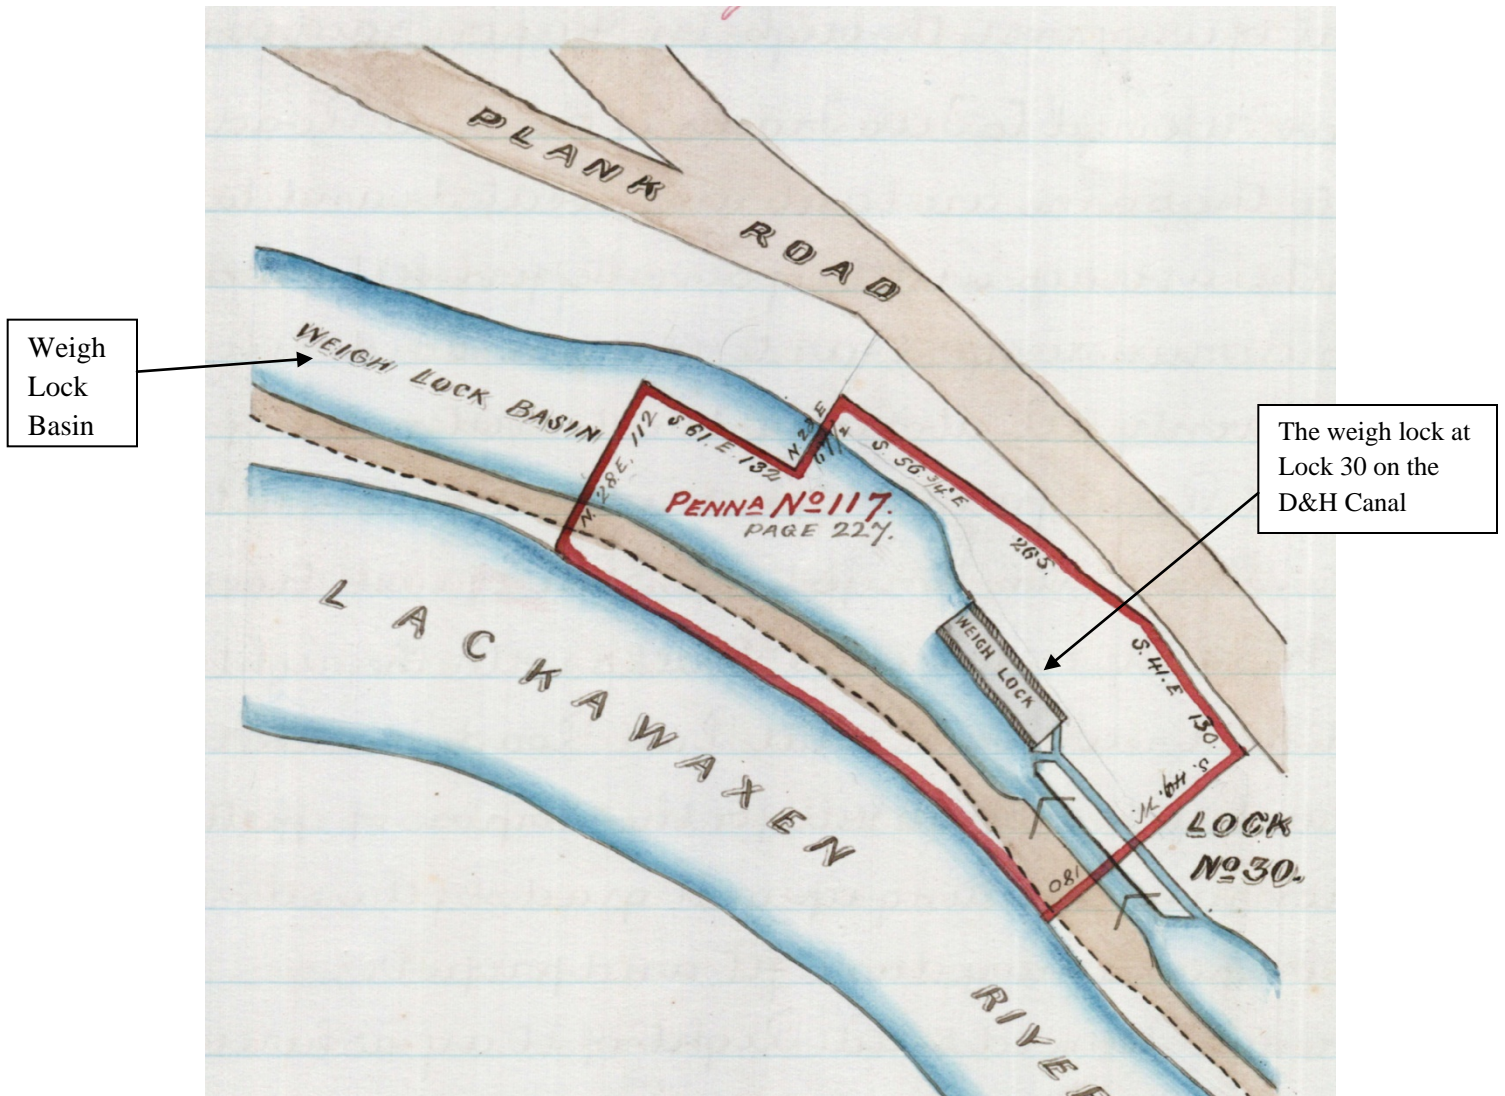 PLANK ROAD
Weigh
Lock
Basin
WEIGH LOCK BASIN
N. 28 E. 112
S. 61. E. 132
N. 27 E
S. 56 3/4° E
265.
PENNA No 117.
PAGE 227.
The weigh lock at
Lock 30 on the
D&H Canal
WEIGH LOCK
S. 41. E 130.
S. 49. W.
180
LOCK
No 30.
LACKAWAXEN
RIVER